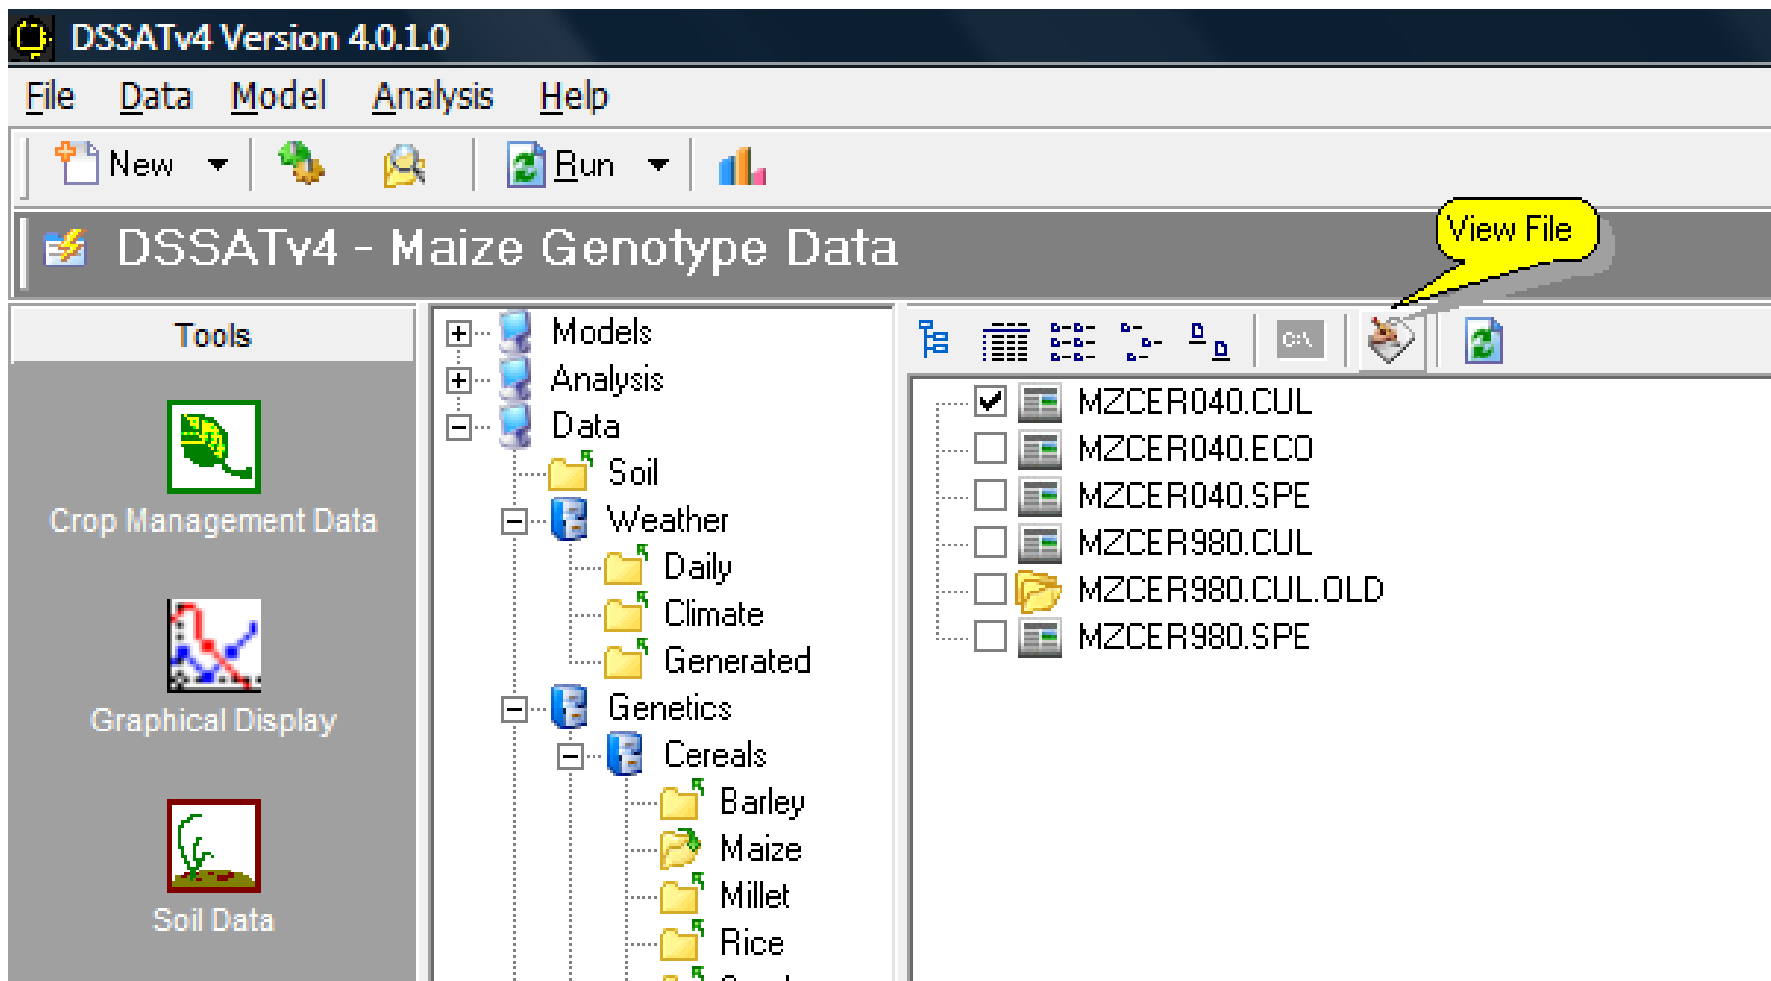 DSSATv4 Version 4.0.1.0
File Data Model Analysis Help
New Run
DSSATv4 - Maize Genotype Data
View File
Tools
Crop Management Data
Graphical Display
Soil Data
Models
Analysis
Data
Soil
Weather
Daily
Climate
Generated
Genetics
Cereals
Barley
Maize
Millet
Rice
C:\
MZCER040.CUL
MZCER040.ECO
MZCER040.SPE
MZCER980.CUL
MZCER980.CUL.OLD
MZCER980.SPE